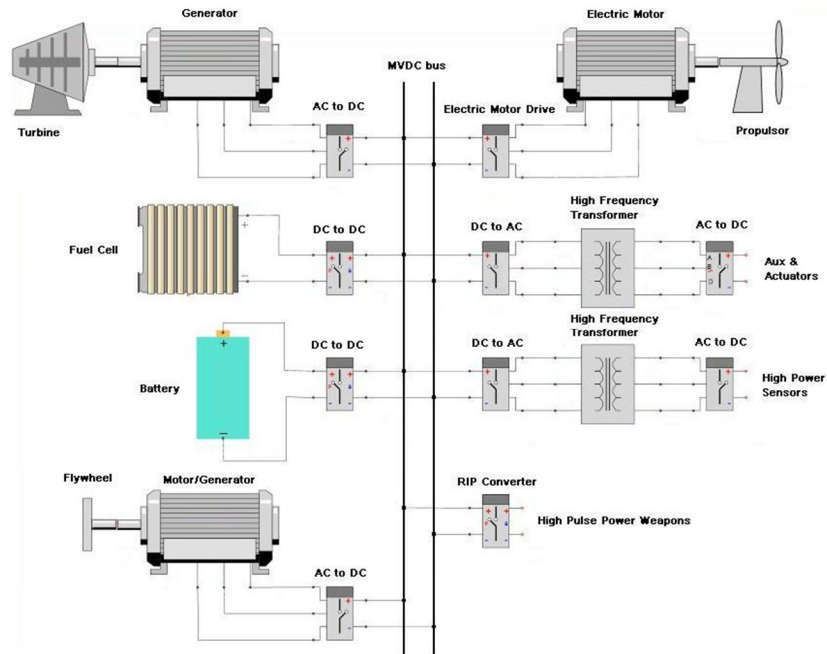 Generator
Electric Motor
MVDC bus
AC to DC
Electric Motor Drive
Turbine
Propulsor
High Frequency
Transformer
DC to DC
DC to AC
AC to DC
Fuel Cell
Aux &
Actuators
High Frequency
Transformer
DC to DC
DC to AC
AC to DC
Battery
High Power
Sensors
Flywheel
Motor/Generator
RIP Converter
High Pulse Power Weapons
AC to DC